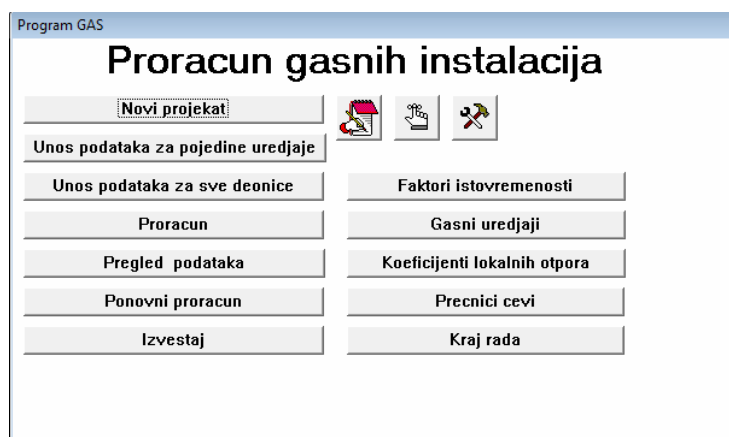 Program GAS
Proracun gasnih instalacija
Novi projekat
Unos podataka za pojedine uredjaje
Unos podataka za sve deonice
Faktori istovremenosti
Proracun
Gasni uredjaji
Pregled podataka
Koeficijenti lokalnih otpora
Ponovni proracun
Precnici cevi
Izvestaj
Kraj rada